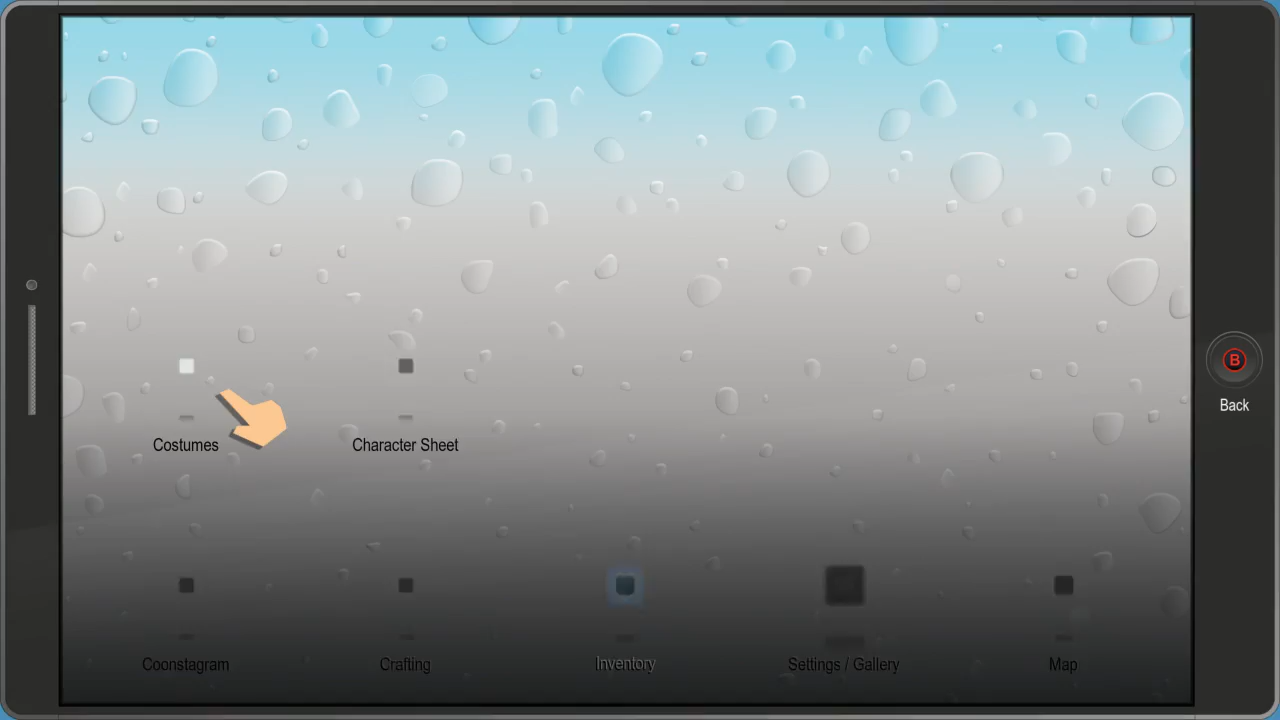 B
Back
Costumes
Character Sheet
Coonstagram
Crafting
Inventory
Settings / Gallery
Map